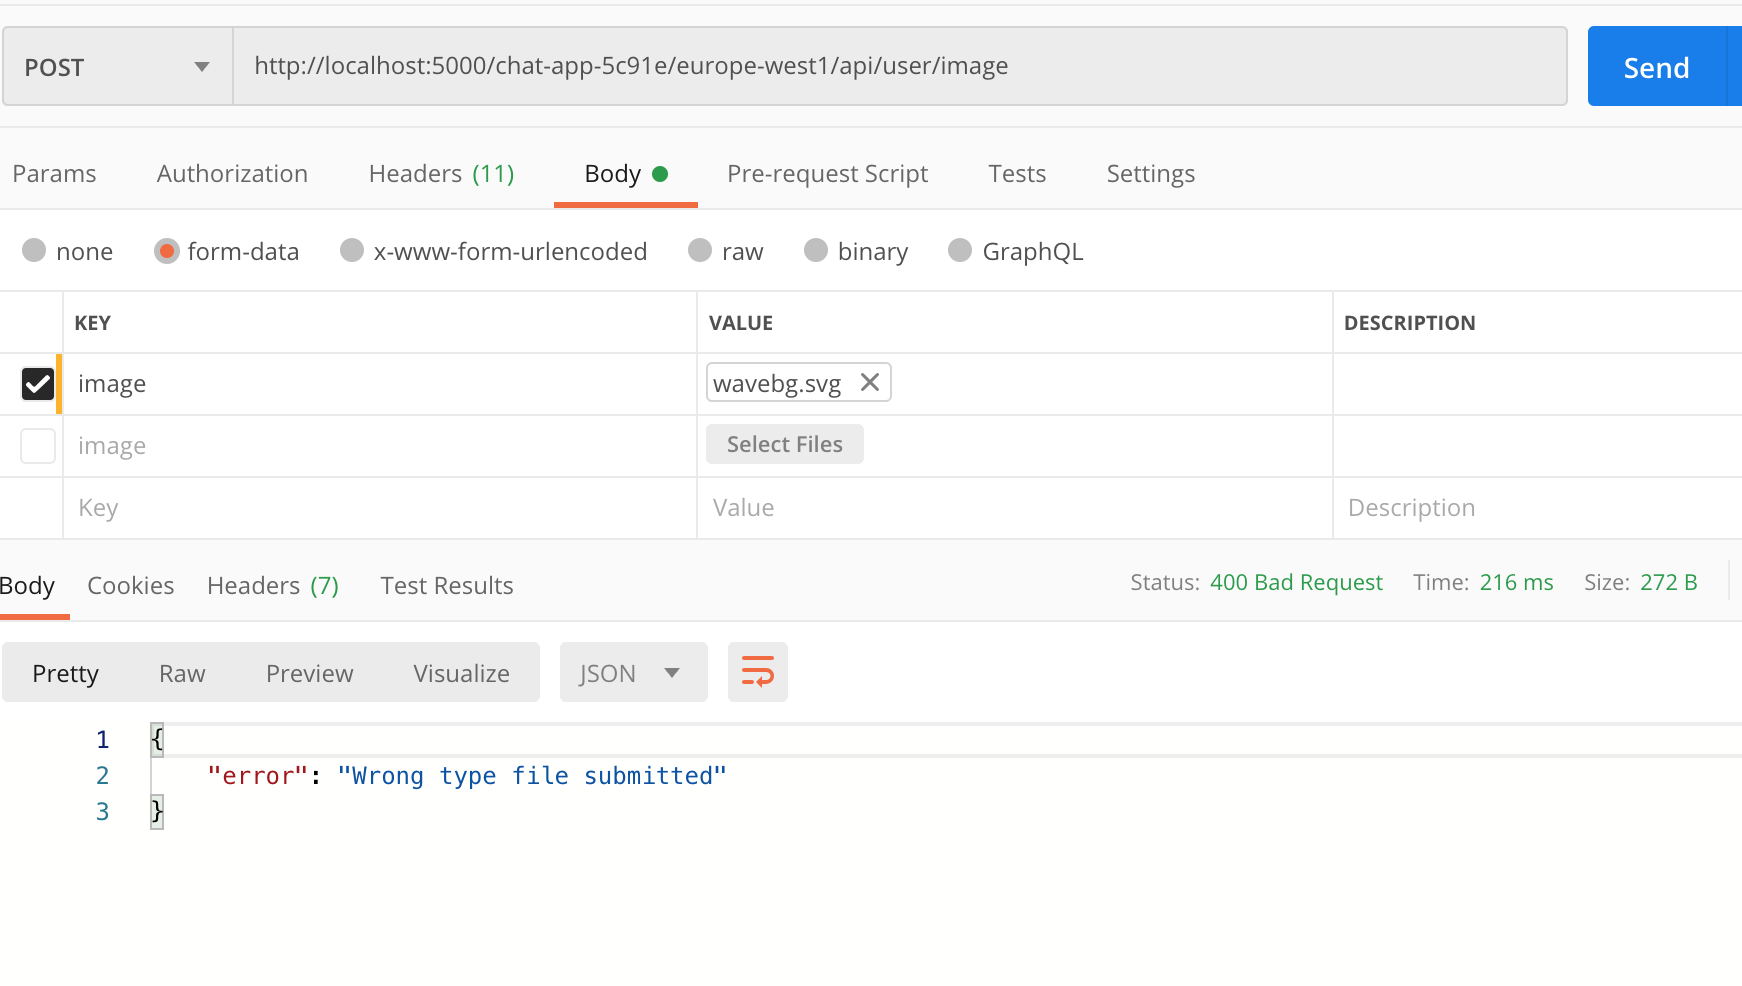 POST http://localhost:5000/chat-app-5c91e/europe-west1/api/user/image Send
Params Authorization Headers (11) Body Pre-request Script Tests Settings
none form-data x-www-form-urlencoded raw binary GraphQL
KEY VALUE DESCRIPTION
image wavebg.svg
image Select Files
Key Value Description
Body Cookies Headers (7) Test Results Status: 400 Bad Request Time: 216 ms Size: 272 B
Pretty Raw Preview Visualize JSON
1 {
2 "error": "Wrong type file submitted"
3 }